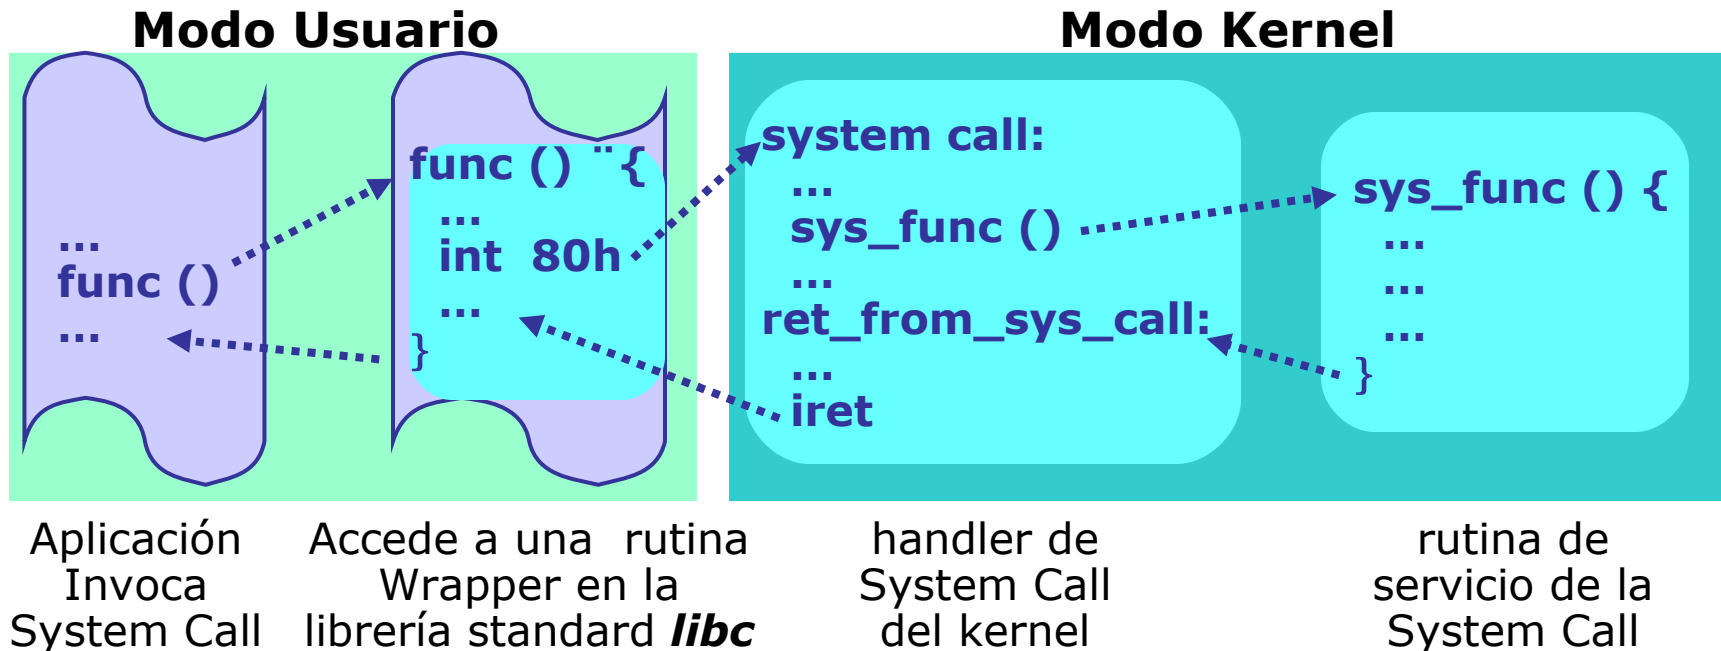 Modo Usuario
Modo Kernel
...
func ()
...
func () ¨{
...
int 80h
...
}
system call:
...
sys_func ()
...
ret_from_sys_call:
...
iret
sys_func () {
...
...
...
}
Aplicación
Invoca
System Call
Accede a una rutina
Wrapper en la
librería standard libc
handler de
System Call
del kernel
rutina de
servicio de la
System Call